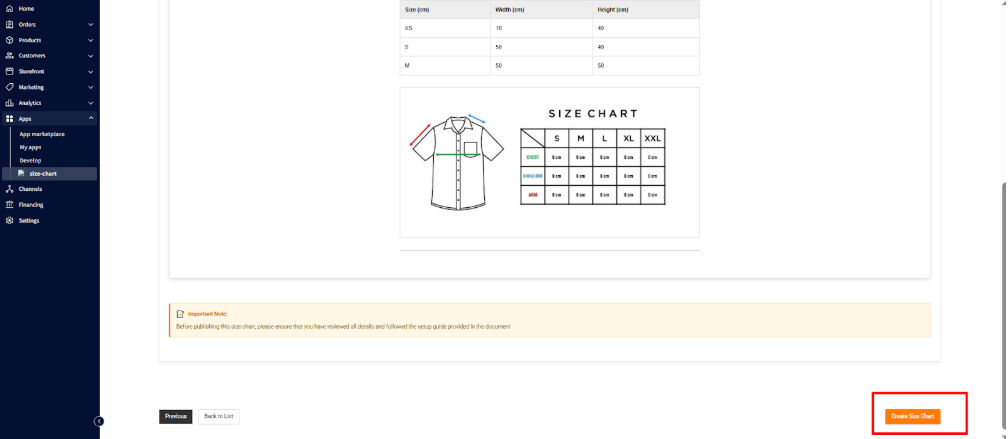 Home
Orders
Products
Customers
Storefront
Marketing
Analytics
Apps
App marketplace
My apps
Develop
size-chart
Channels
Financing
Settings
Size (cm) Width (cm) Height (cm)
XS 10 40
S 50 40
M 50 50
SIZE CHART
S M L XL XXL
CHEST 0 cm 0 cm 0 cm 0 cm 0 cm
SHOULDER 0 cm 0 cm 0 cm 0 cm 0 cm
ARM 0 cm 0 cm 0 cm 0 cm 0 cm
Important Note:
Before publishing this size chart, please ensure that you have reviewed all details and followed the setup guide provided in the document
Previous Back to List Create Size Chart